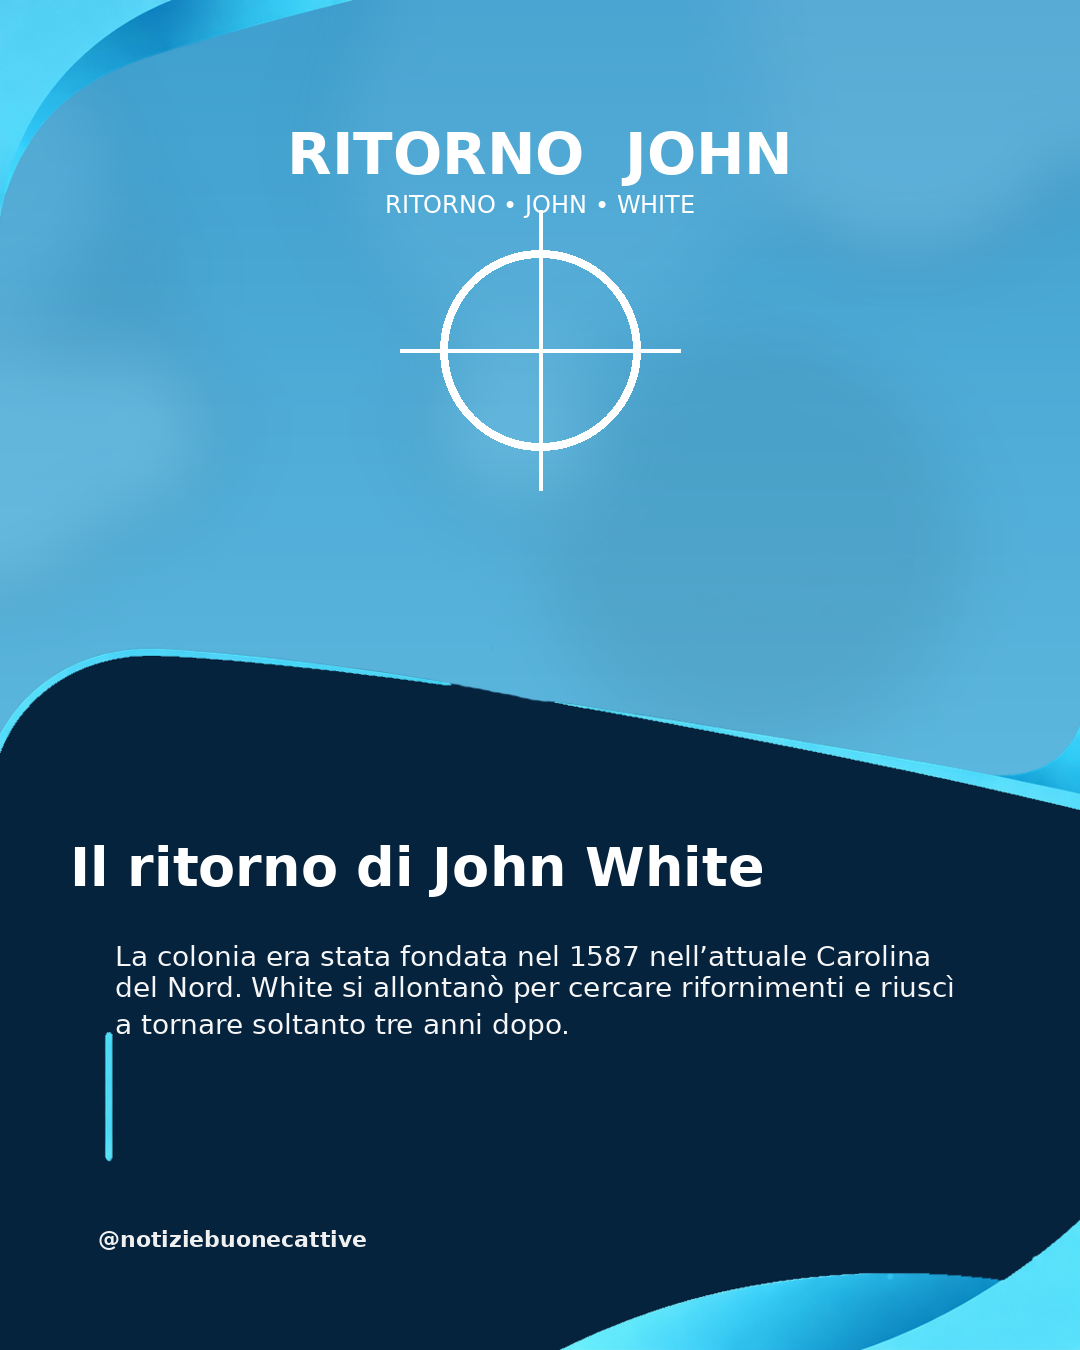 RITORNO JOHN
RITORNO • JOHN • WHITE
Il ritorno di John White
La colonia era stata fondata nel 1587 nell’attuale Carolina
del Nord. White si allontanò per cercare rifornimenti e riuscì
a tornare soltanto tre anni dopo.
@notiziebuonecattive